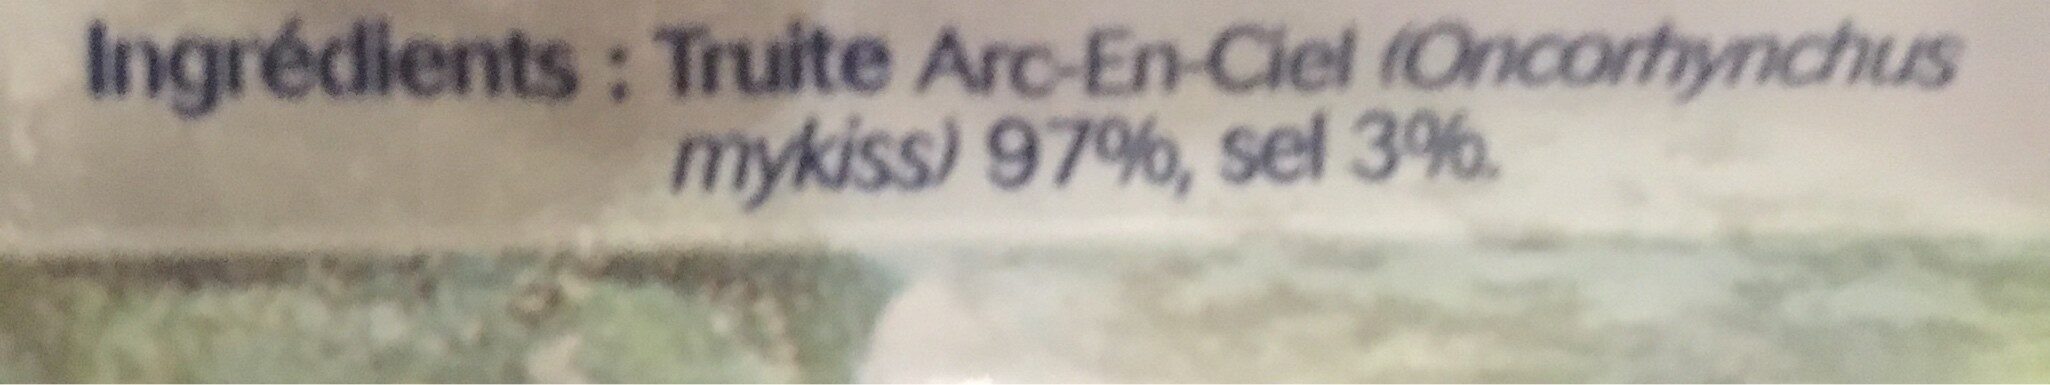 Ingrédients : Truite Arc-En-Ciel (Oncorhynchus
mykiss) 97%, sel 3%.